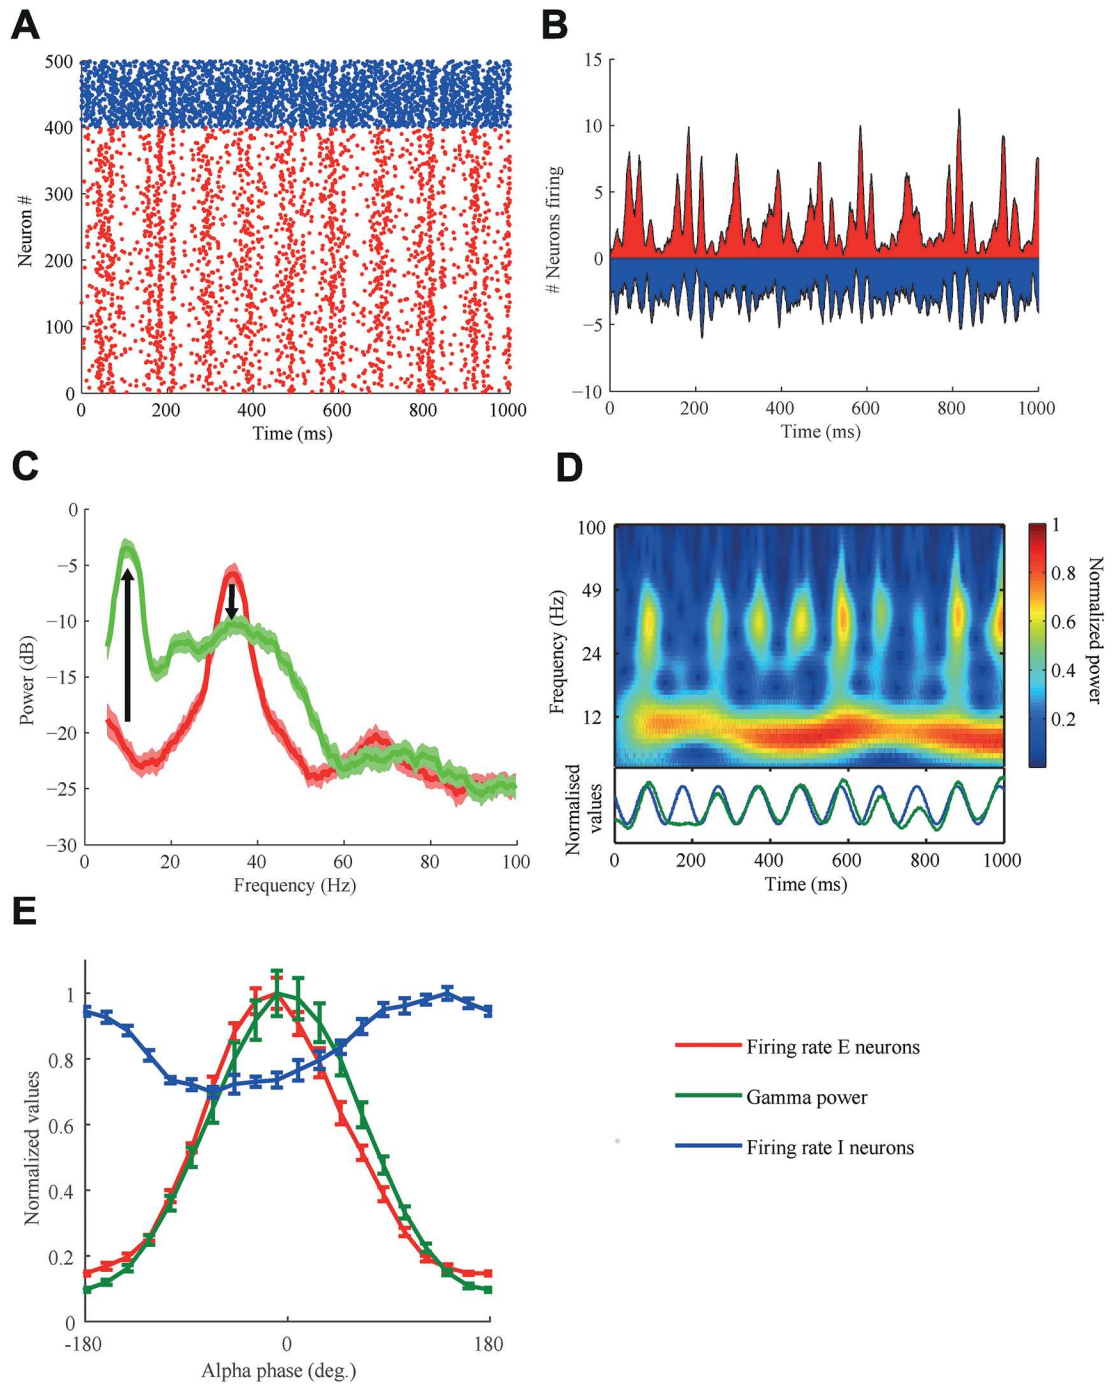 A
500
400
300
200
100
0
Neuron #
0 200 400 600 800 1000
Time (ms)
B
15
10
5
0
−5
−10
# Neurons firing
0 200 400 600 800 1000
Time (ms)
C
0
−5
−10
−15
−20
−25
−30
Power (dB)
0 20 40 60 80 100
Frequency (Hz)
D
100
49
24
12
Frequency (Hz)
1
0.8
0.6
0.4
0.2
Normalized power
Normalised
values
0 200 400 600 800 1000
Time (ms)
E
1
0.8
0.6
0.4
0.2
0
Normalized values
-180 0 180
Alpha phase (deg.)
Firing rate E neurons
Gamma power
Firing rate I neurons